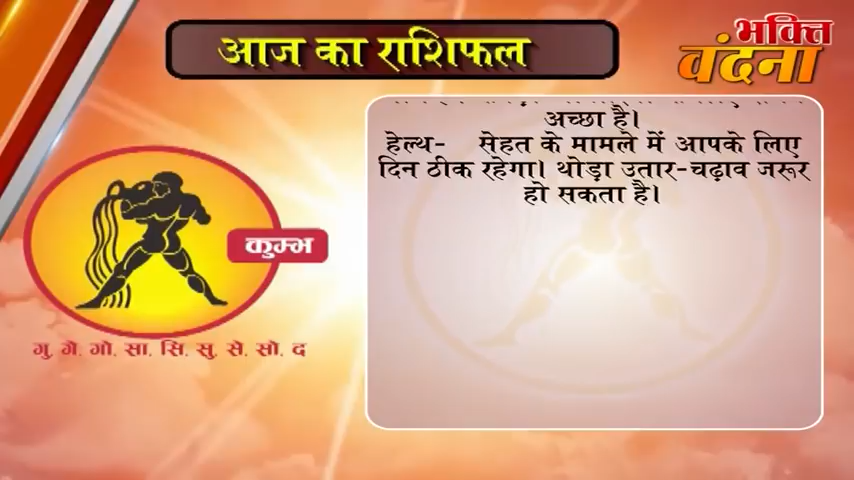 आज का राशिफल
भक्ति
वंदना
अच्छा है।
हेल्थ- सेहत के मामले में आपके लिए
दिन ठीक रहेगा। थोड़ा उतार-चढ़ाव जरूर
हो सकता है।
कुम्भ
गु. गे. गो. सा. सि. सु. से. सो. द